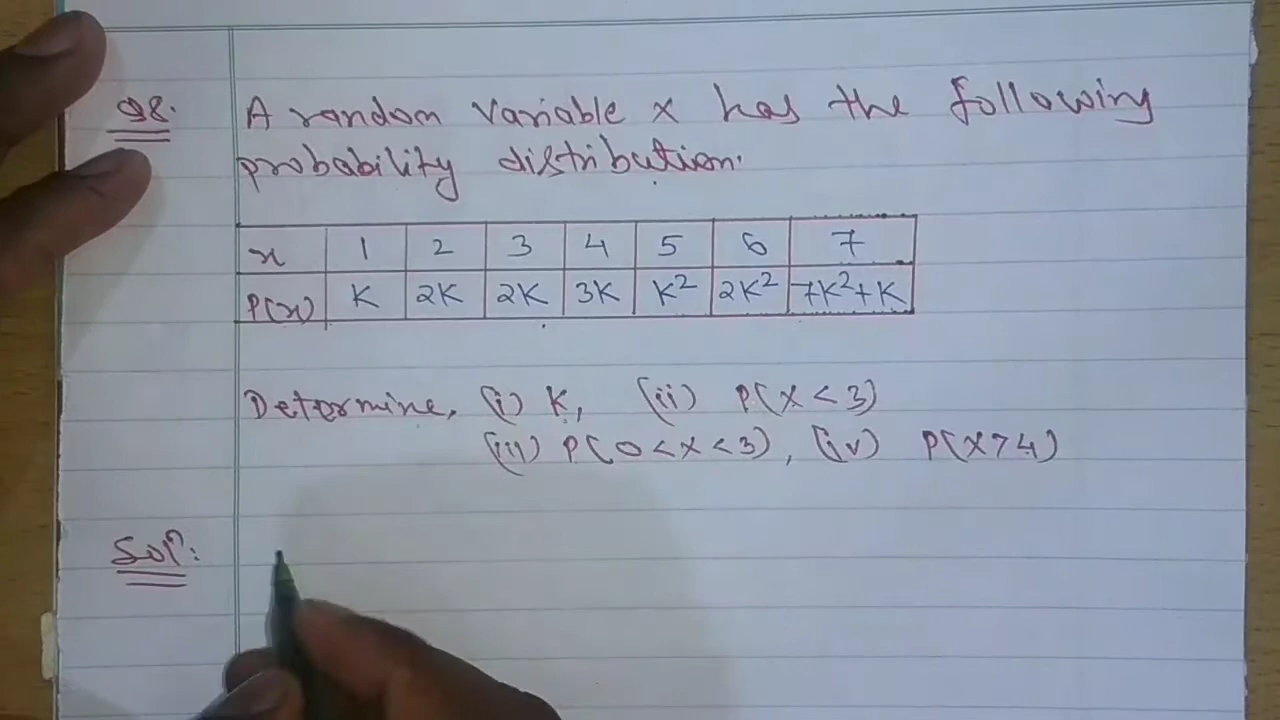 Q8. A random variable x has the following
probability distribution.
x 1 2 3 4 5 6 7
P(x) K 2K 2K 3K K² 2K² 7K²+K
Determine, (i) K, (ii) P(X<3)
(iii) P(0<X<3), (iv) P(X>4)
Solⁿ: